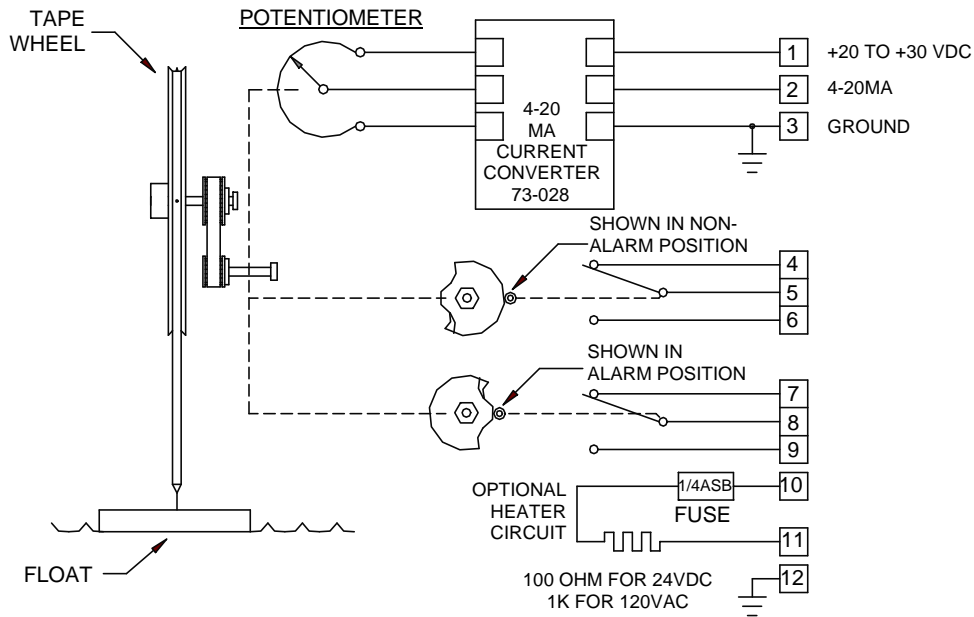 TAPE
WHEEL
POTENTIOMETER
4-20
MA
CURRENT
CONVERTER
73-028
1 +20 TO +30 VDC
2 4-20MA
3 GROUND
SHOWN IN NON-
ALARM POSITION
4
5
6
SHOWN IN
ALARM POSITION
7
8
9
OPTIONAL
HEATER
CIRCUIT
1/4ASB
FUSE
10
11
12
100 OHM FOR 24VDC
1K FOR 120VAC
FLOAT